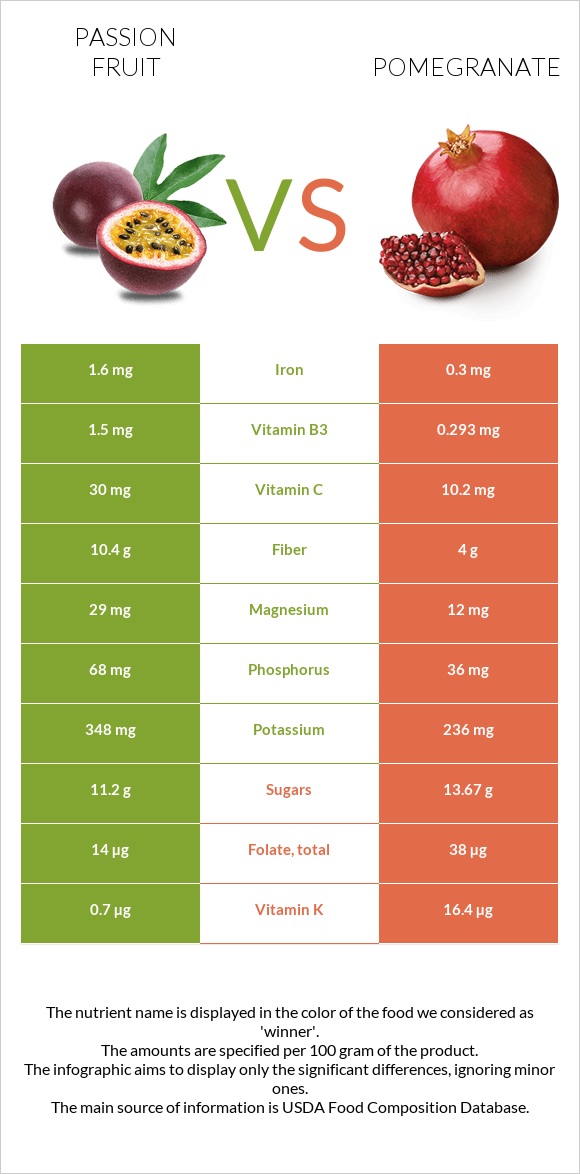 PASSION
FRUIT
POMEGRANATE
VS
1.6 mg Iron 0.3 mg
1.5 mg Vitamin B3 0.293 mg
30 mg Vitamin C 10.2 mg
10.4 g Fiber 4 g
29 mg Magnesium 12 mg
68 mg Phosphorus 36 mg
348 mg Potassium 236 mg
11.2 g Sugars 13.67 g
14 µg Folate, total 38 µg
0.7 µg Vitamin K 16.4 µg
The nutrient name is displayed in the color of the food we considered as
'winner'.
The amounts are specified per 100 gram of the product.
The infographic aims to display only the significant differences, ignoring minor
ones.
The main source of information is USDA Food Composition Database.